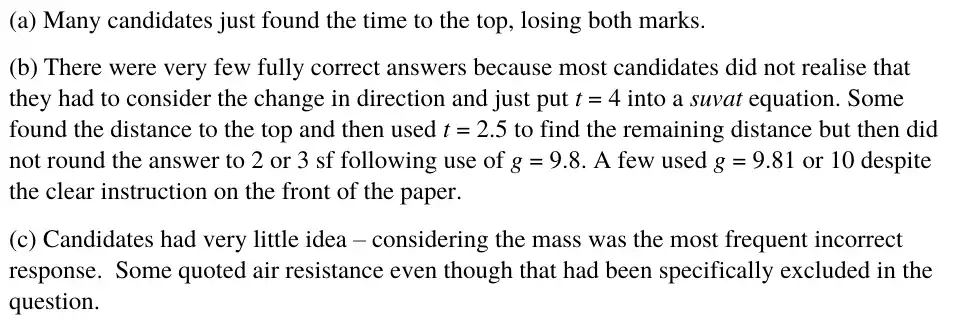 (a) Many candidates just found the time to the top, losing both marks.
(b) There were very few fully correct answers because most candidates did not realise that
they had to consider the change in direction and just put t = 4 into a suvat equation. Some
found the distance to the top and then used t = 2.5 to find the remaining distance but then did
not round the answer to 2 or 3 sf following use of g = 9.8. A few used g = 9.81 or 10 despite
the clear instruction on the front of the paper.
(c) Candidates had very little idea – considering the mass was the most frequent incorrect
response.  Some quoted air resistance even though that had been specifically excluded in the
question.